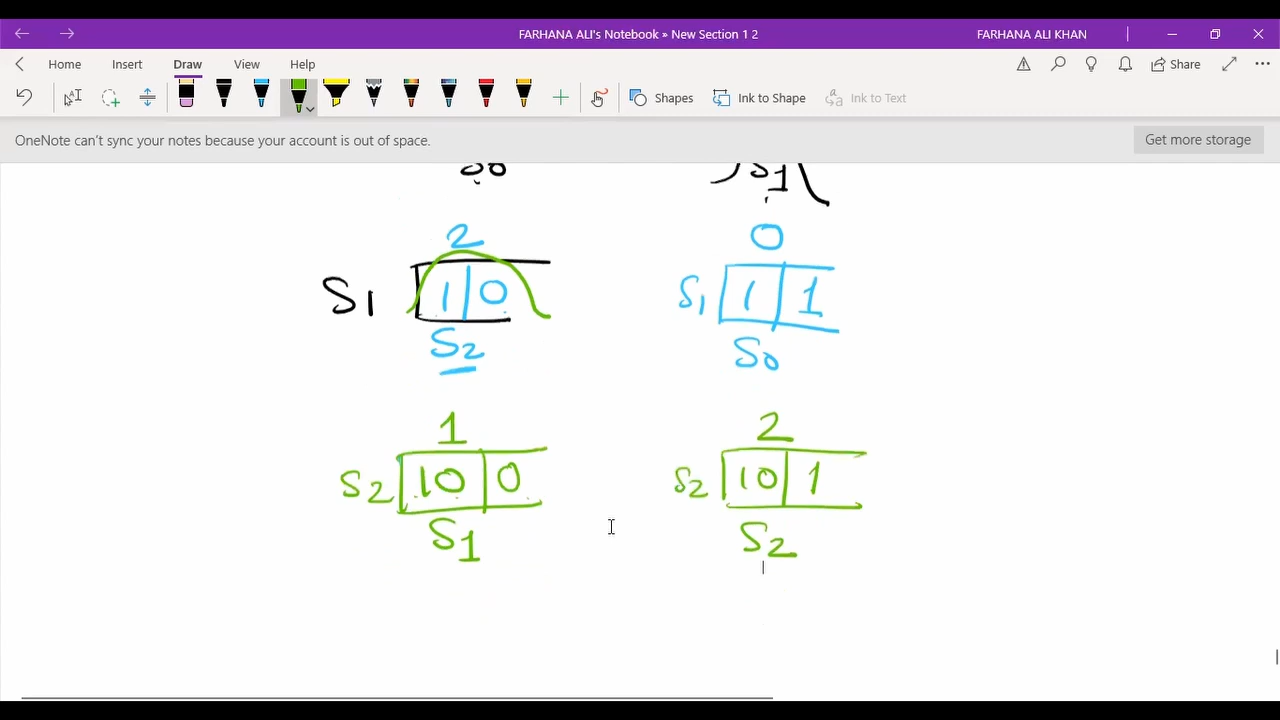 FARHANA ALI's Notebook » New Section 1 2
FARHANA ALI KHAN
Home Insert Draw View Help
Share
Shapes
Ink to Shape
Ink to Text
OneNote can't sync your notes because your account is out of space.
Get more storage
S0 S1
2 0
S1 1 0 S1 1 1
S2 S0
1 2
S2 10 0 S2 10 1
S1 S2